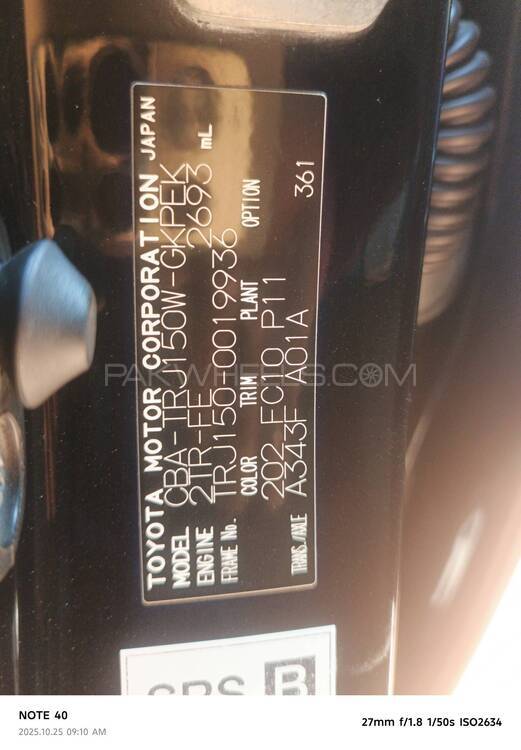 TOYOTA MOTOR CORPORATION JAPAN
MODEL CBA-TRJ150W-GKPEK
ENGINE 2TR-FE 2693 mL
FRAME No. TRJ150-0019936
COLOR TRIM PLANT OPTION
202 FC10 P11
TRANS./AXLE A343F A01A 361
B
PAKWHEELS.COM
NOTE 40
2025.10.25 09:10 AM
27mm f/1.8 1/50s ISO2634